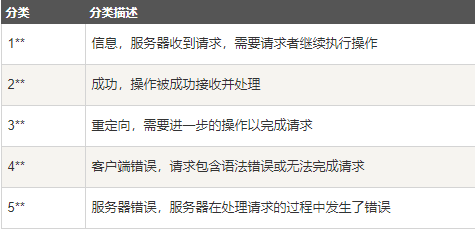 分类 分类描述
1** 信息，服务器收到请求，需要请求者继续执行操作
2** 成功，操作被成功接收并处理
3** 重定向，需要进一步的操作以完成请求
4** 客户端错误，请求包含语法错误或无法完成请求
5** 服务器错误，服务器在处理请求的过程中发生了错误